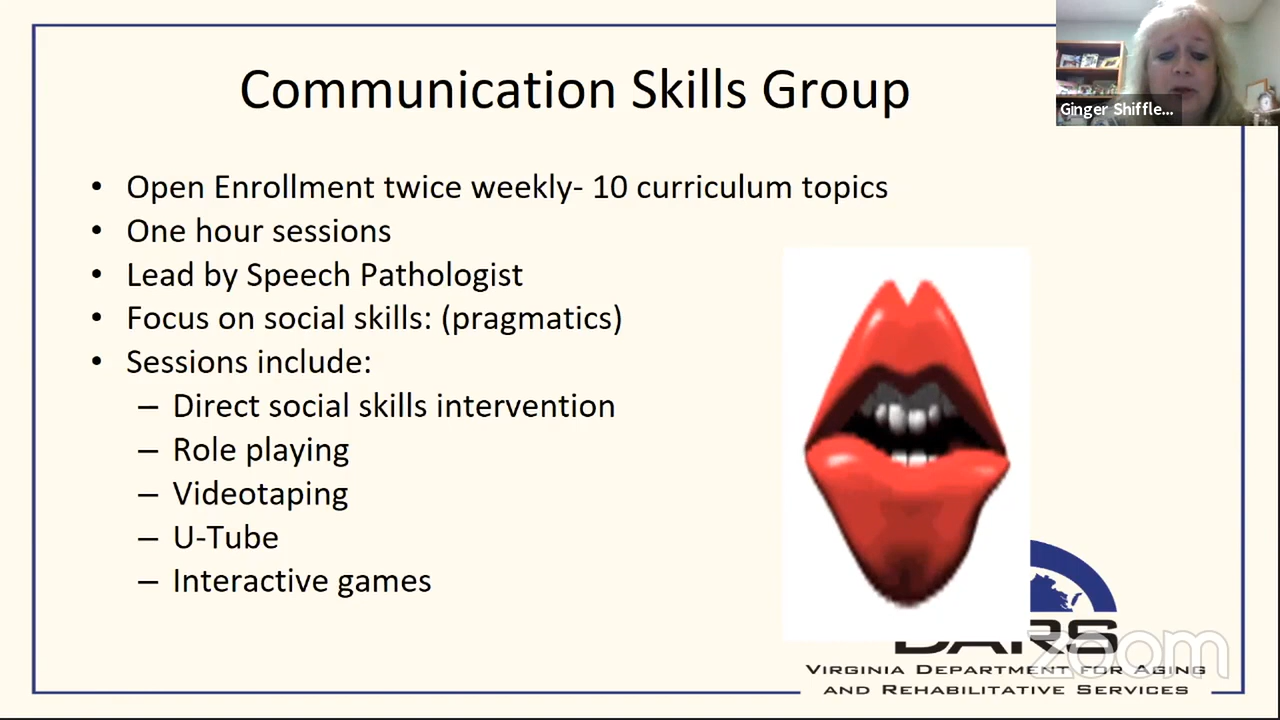 Communication Skills Group
Ginger Shiffle...
• Open Enrollment twice weekly- 10 curriculum topics
• One hour sessions
• Lead by Speech Pathologist
• Focus on social skills: (pragmatics)
• Sessions include:
– Direct social skills intervention
– Role playing
– Videotaping
– U-Tube
– Interactive games
DARS
zoom
Virginia Department for Aging
and Rehabilitative Services